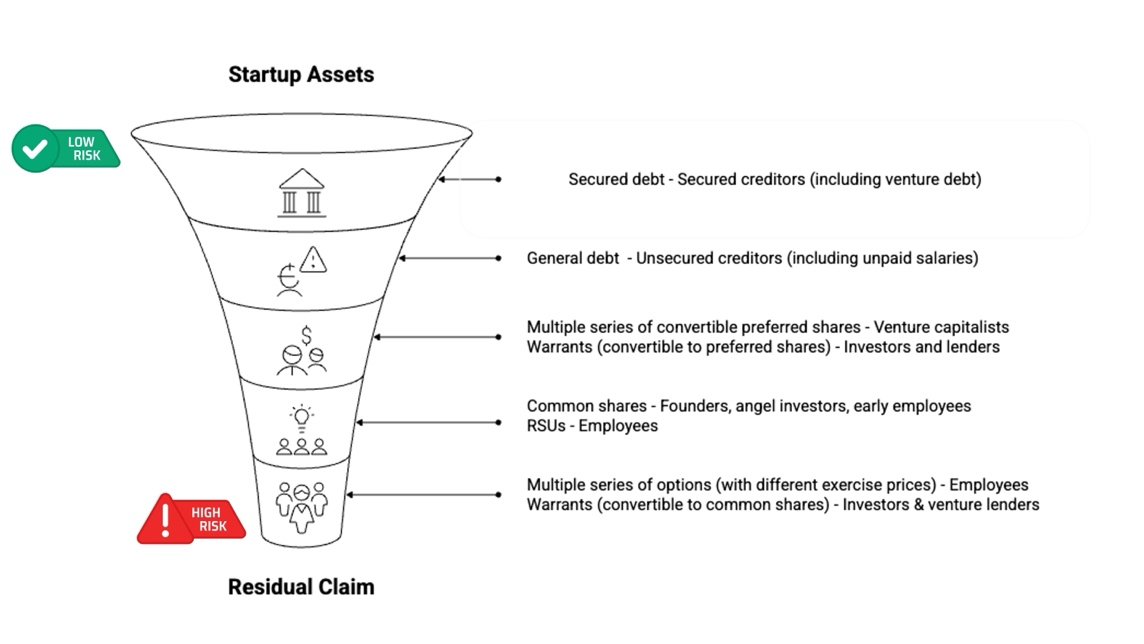 Startup Assets
LOW
RISK
Secured debt - Secured creditors (including venture debt)
General debt - Unsecured creditors (including unpaid salaries)
Multiple series of convertible preferred shares - Venture capitalists
Warrants (convertible to preferred shares) - Investors and lenders
Common shares - Founders, angel investors, early employees
RSUs - Employees
Multiple series of options (with different exercise prices) - Employees
Warrants (convertible to common shares) - Investors & venture lenders
HIGH
RISK
Residual Claim